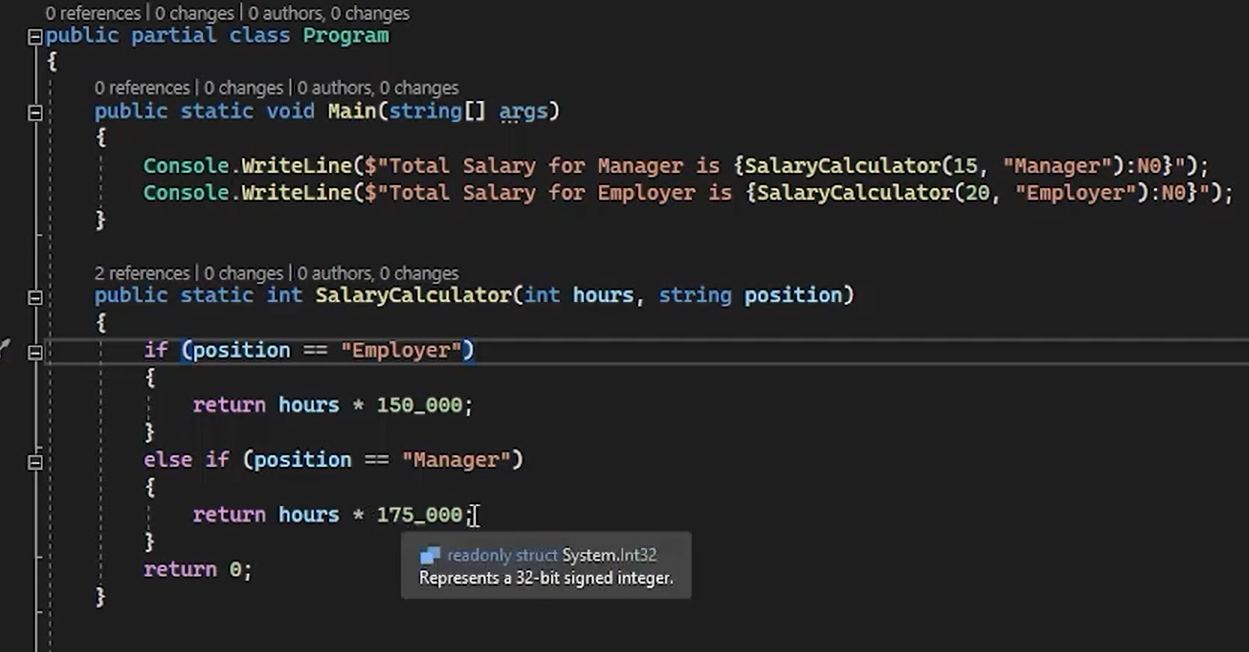 0 references | 0 changes | 0 authors, 0 changes
public partial class Program
{
0 references | 0 changes | 0 authors, 0 changes
public static void Main(string[] args)
{
Console.WriteLine($"Total Salary for Manager is {SalaryCalculator(15, "Manager"):N0}");
Console.WriteLine($"Total Salary for Employer is {SalaryCalculator(20, "Employer"):N0}");
}
2 references | 0 changes | 0 authors, 0 changes
public static int SalaryCalculator(int hours, string position)
{
if (position == "Employer")
{
return hours * 150_000;
}
else if (position == "Manager")
{
return hours * 175_000;
}
readonly struct System.Int32
Represents a 32-bit signed integer.
return 0;
}